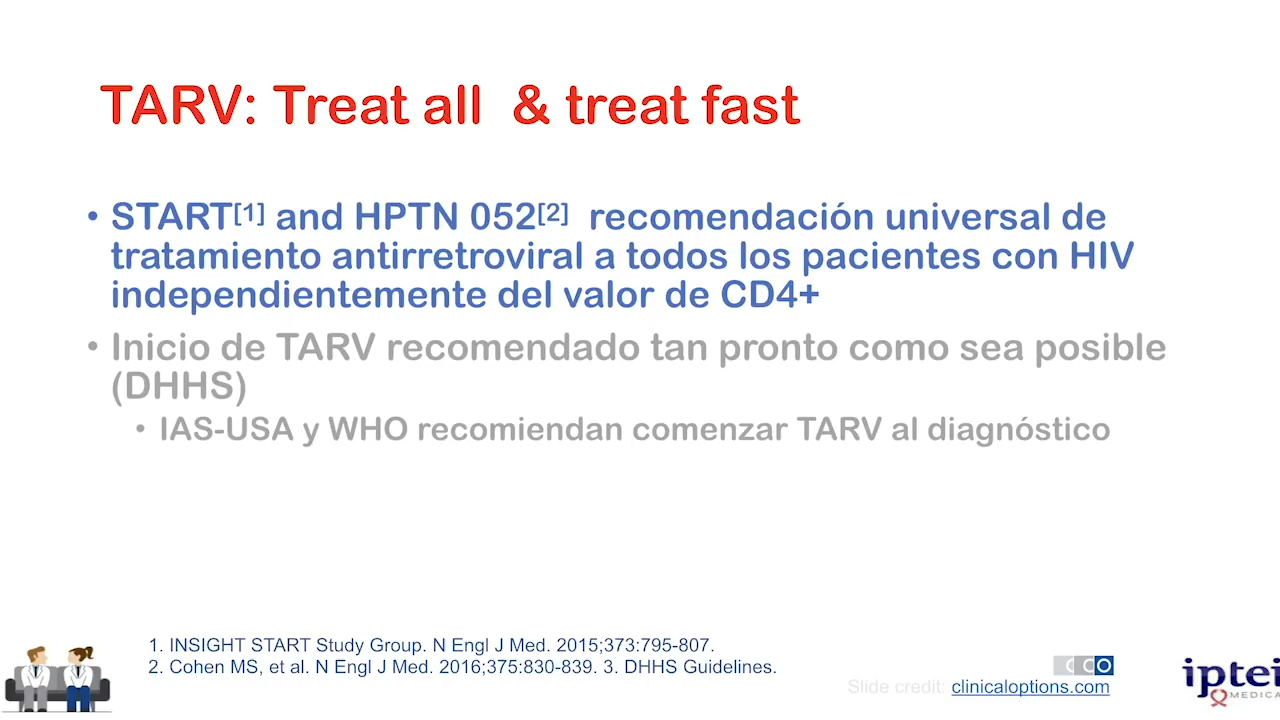 TARV: Treat all & treat fast
• START[1] and HPTN 052[2] recomendación universal de
tratamiento antirretroviral a todos los pacientes con HIV
independientemente del valor de CD4+
• Inicio de TARV recomendado tan pronto como sea posible
(DHHS)
• IAS-USA y WHO recomiendan comenzar TARV al diagnóstico
1. INSIGHT START Study Group. N Engl J Med. 2015;373:795-807.
2. Cohen MS, et al. N Engl J Med. 2016;375:830-839. 3. DHHS Guidelines.
CCO
Slide credit: clinicaloptions.com
iptei
MEDICA